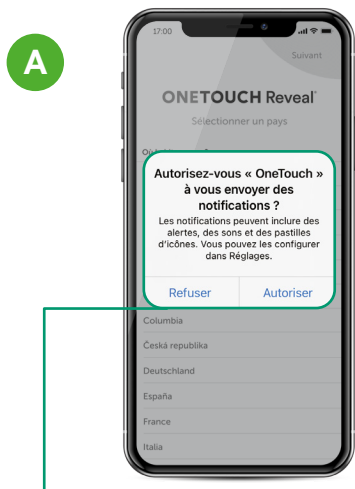 A
17:00
Suivant
ONETOUCH Reveal®
Sélectionner un pays
Autorisez-vous « OneTouch »
à vous envoyer des
notifications ?
Les notifications peuvent inclure des
alertes, des sons et des pastilles
d’icônes. Vous pouvez les configurer
dans Réglages.
Refuser Autoriser
Columbia
Česká republika
Deutschland
España
France
Italia